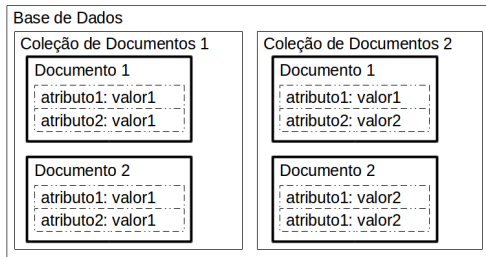 Base de Dados
Coleção de Documentos 1
Documento 1
atributo1: valor1
atributo2: valor1
Documento 2
atributo1: valor1
atributo2: valor1
Coleção de Documentos 2
Documento 1
atributo1: valor1
atributo2: valor2
Documento 2
atributo1: valor2
atributo1: valor2